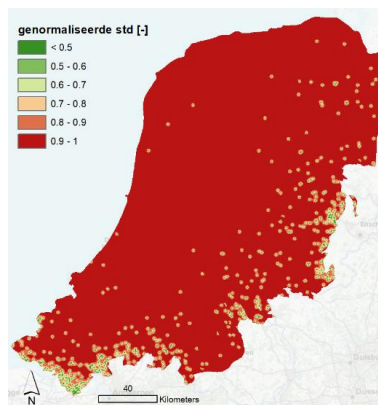 genormaliseerde std [-]
< 0.5
0.5 - 0.6
0.6 - 0.7
0.7 - 0.8
0.8 - 0.9
0.9 - 1
40
Kilometers
N